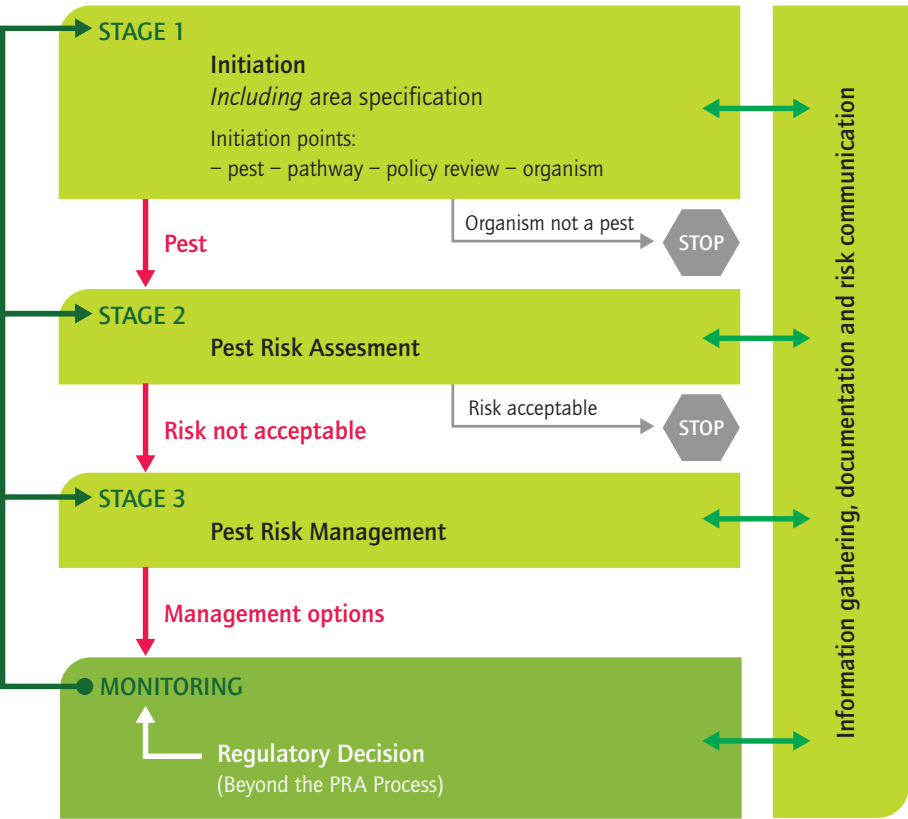 STAGE 1
Initiation
Including area specification
Initiation points:
– pest – pathway – policy review – organism
Pest
Organism not a pest
STOP
STAGE 2
Pest Risk Assesment
Risk not acceptable
Risk acceptable
STOP
STAGE 3
Pest Risk Management
Management options
MONITORING
Regulatory Decision
(Beyond the PRA Process)
Information gathering, documentation and risk communication